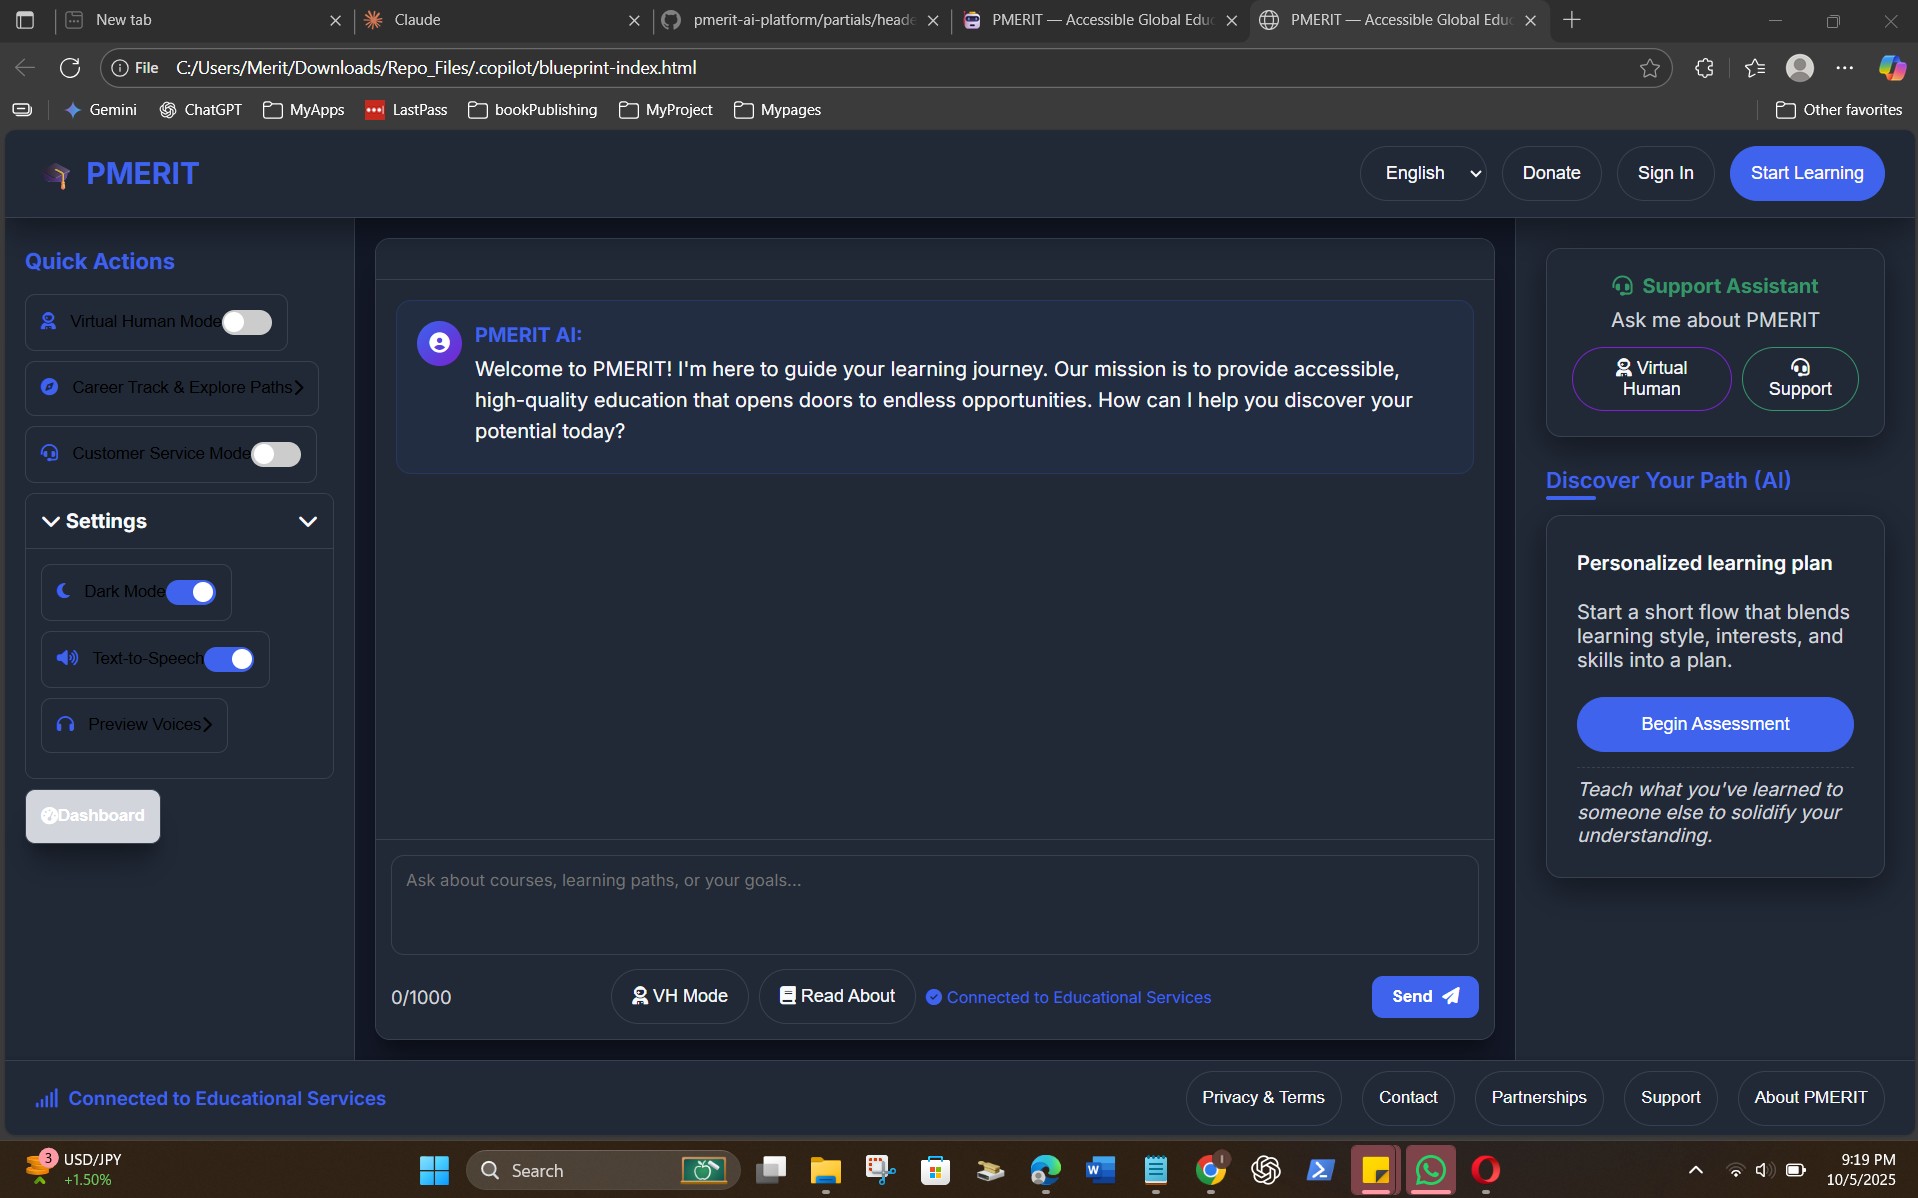 New tab
Claude
pmerit-ai-platform/partials/heade
PMERIT — Accessible Global Educ
PMERIT — Accessible Global Educ
File
C:/Users/Merit/Downloads/Repo_Files/.copilot/blueprint-index.html
Gemini
ChatGPT
MyApps
LastPass
bookPublishing
MyProject
Mypages
Other favorites
PMERIT
English
Donate
Sign In
Start Learning
Quick Actions
Virtual Human Mode
Career Track & Explore Paths
Customer Service Mode
Settings
Dark Mode
Text-to-Speech
Preview Voices
Dashboard
PMERIT AI:
Welcome to PMERIT! I'm here to guide your learning journey. Our mission is to provide accessible,
high-quality education that opens doors to endless opportunities. How can I help you discover your
potential today?
Ask about courses, learning paths, or your goals...
0/1000
VH Mode
Read About
Connected to Educational Services
Send
Support Assistant
Ask me about PMERIT
Virtual
Human
Support
Discover Your Path (AI)
Personalized learning plan
Start a short flow that blends
learning style, interests, and
skills into a plan.
Begin Assessment
Teach what you've learned to
someone else to solidify your
understanding.
Connected to Educational Services
Privacy & Terms
Contact
Partnerships
Support
About PMERIT
3
USD/JPY
+1.50%
Search
9:19 PM
10/5/2025